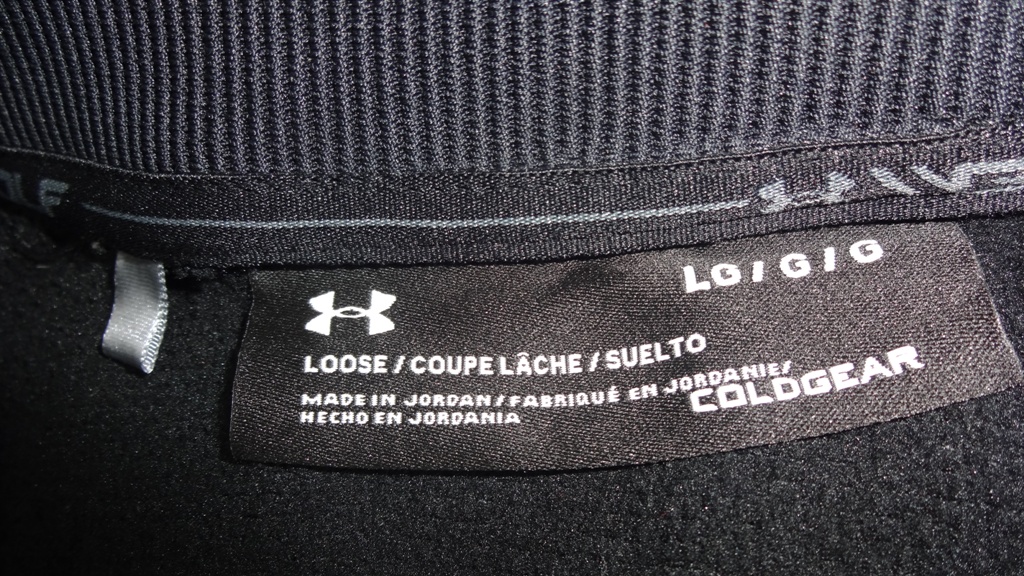 LG / G / G
LOOSE / COUPE LÂCHE / SUELTO
MADE IN JORDAN / FABRIQUÉ EN JORDANIE/
HECHO EN JORDANIA
COLDGEAR